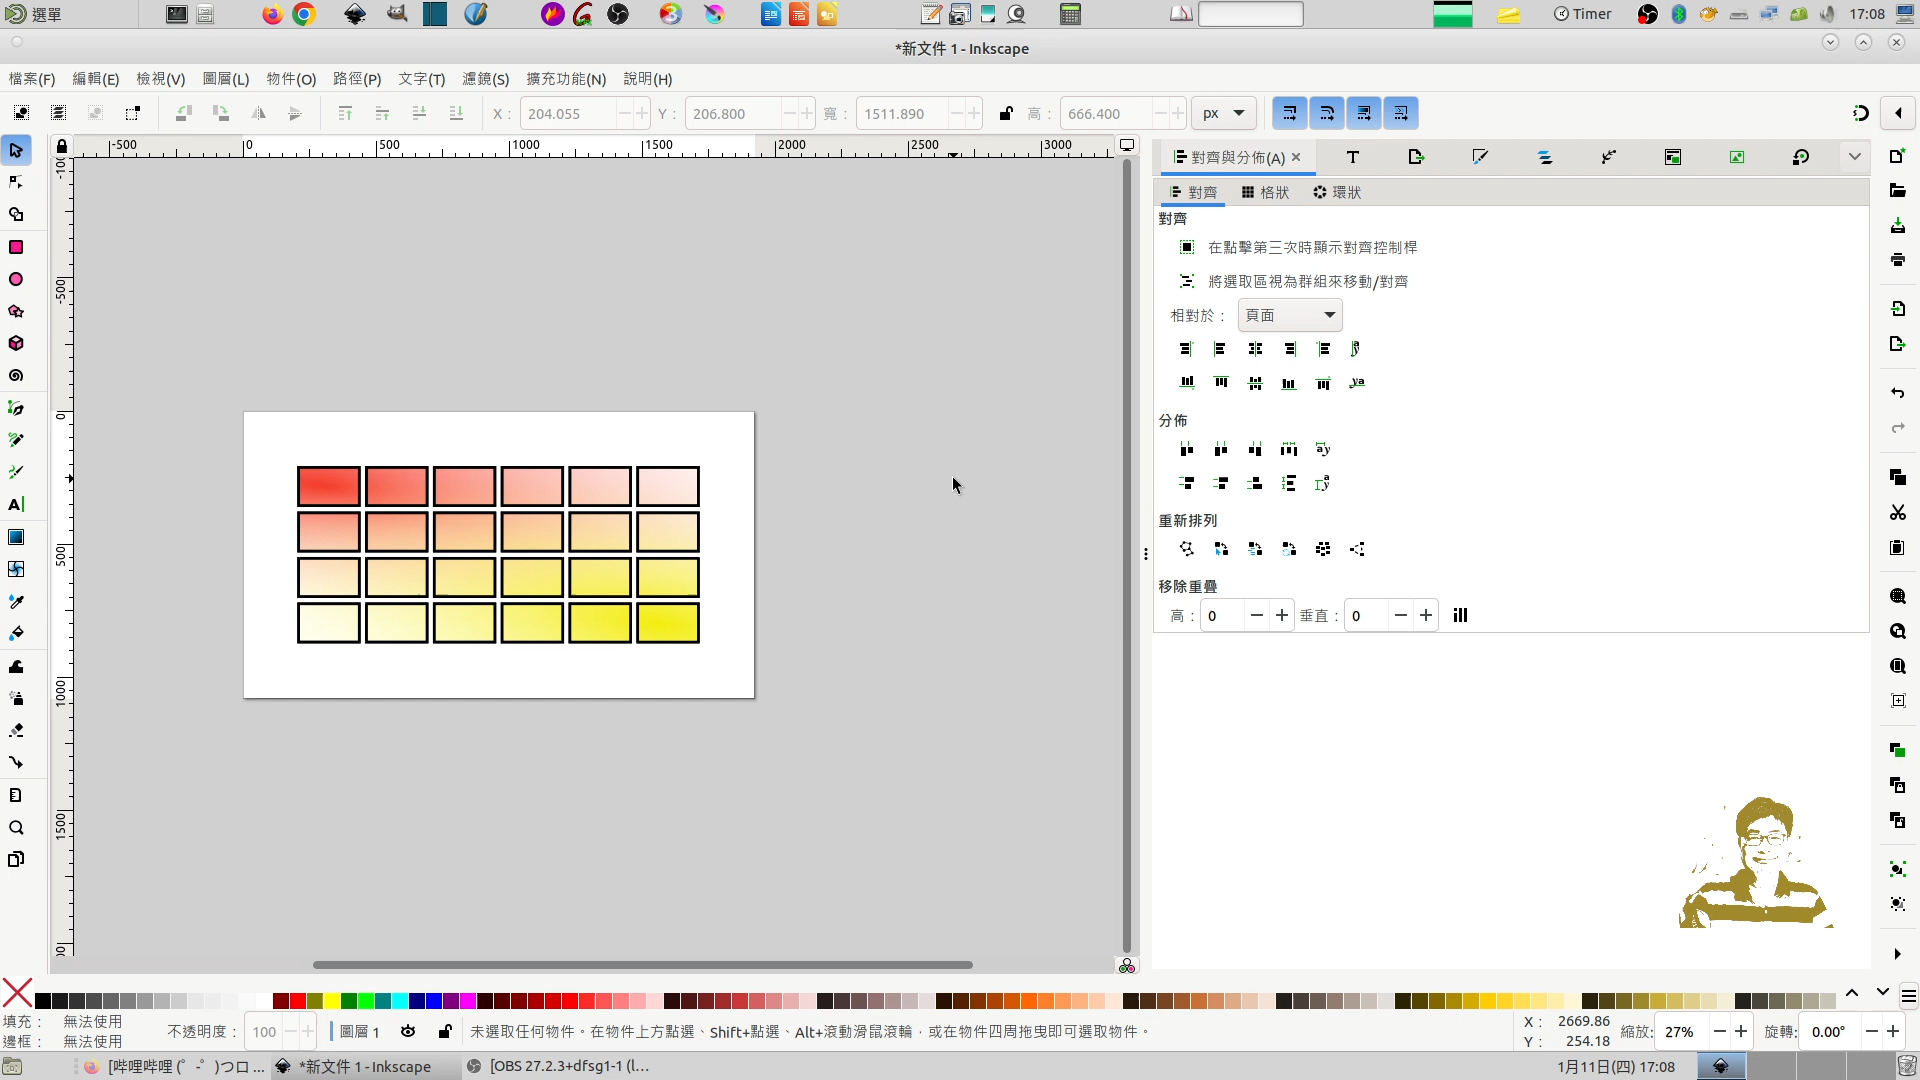 選單
Timer
17:08
*新文件 1 - Inkscape
檔案(F) 編輯(E) 檢視(V) 圖層(L) 物件(O) 路徑(P) 文字(T) 濾鏡(S) 擴充功能(N) 說明(H)
X： 204.055 Y： 206.800 寬： 1511.890 高： 666.400 px
-500 0 500 1000 1500 2000 2500 3000
對齊與分佈(A)
對齊 格狀 環狀
對齊
在點擊第三次時顯示對齊控制桿
將選取區視為群組來移動/對齊
相對於： 頁面
分佈
重新排列
移除重疊
高： 0 垂直： 0
-500
0
500
1000
1500
填充： 無法使用
邊框： 無法使用
不透明度： 100
圖層 1
未選取任何物件。在物件上方點選、Shift+點選、Alt+滾動滑鼠滾輪，或在物件四周拖曳即可選取物件。
X： 2669.86
Y： 254.18
縮放: 27%
旋轉: 0.00°
[哔哩哔哩 (゜-゜)つロ ...
*新文件 1 - Inkscape
[OBS 27.2.3+dfsg1-1 (l...
1月11日(四) 17:08